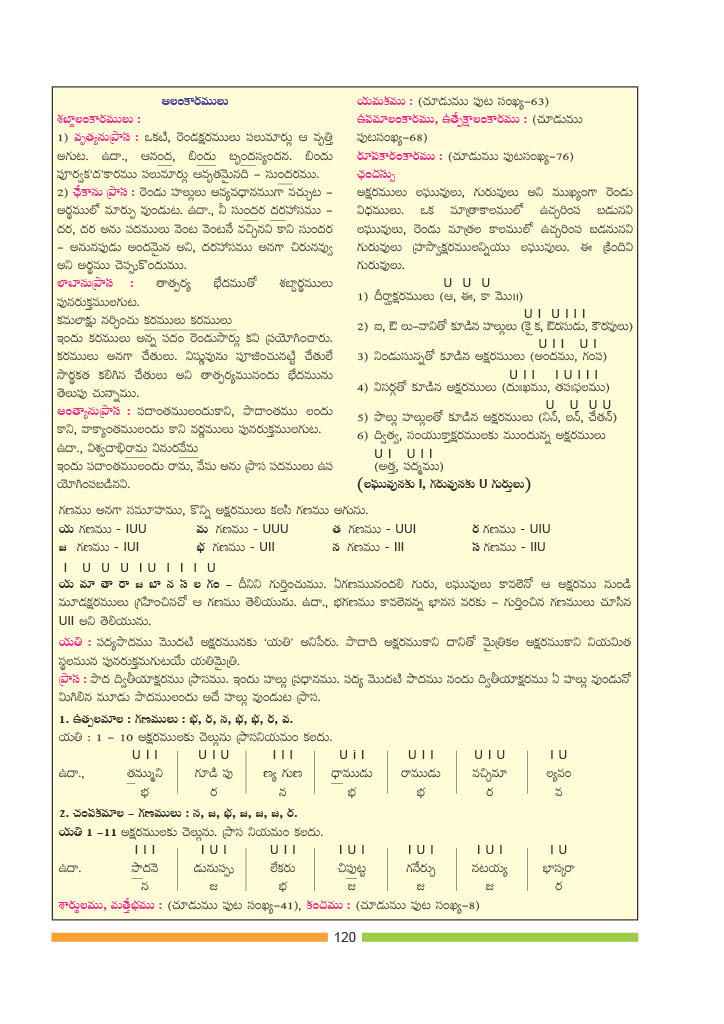 అలంకారములు
శబ్దాలంకారములు :
1) వృత్యనుప్రాస : ఒకటి, రెండక్షరములు పలుమార్లు ఆ వృత్తి
అగుట. ఉదా., ఆనంద, బిందు బృందస్యందన. బిందు
పూర్వక'ద'కారము పలుమార్లు ఆవృతమైనది – సుందరము.
2) ఛేకాను ప్రాస : రెండు హల్లులు అవ్యవధానముగా వచ్చుట –
అర్థములో మార్పు వుండుట. ఉదా., నీ సుందర దరహాసము –
దర, దర అను పదములు వెంట వెంటనే వచ్చినవి కాని సుందర
– అనునపుడు అందమైన అని, దరహాసము అనగా చిరునవ్వు
అని అర్థము చెప్పుకొందుము.
లాటానుప్రాస : తాత్పర్య భేదముతో శబ్దార్థములు
పునరుక్తములగుట.
కమలాక్షు నర్చించు కరములు కరములు
ఇందు కరములు అన్న పదం రెండుసార్లు కవి ప్రయోగించారు.
కరములు అనగా చేతులు. విష్ణువును పూజించునట్టి చేతులే
సార్థకత కలిగిన చేతులు అని తాత్పర్యమునందు భేదమును
తెలుపు చున్నాము.
అంత్యానుప్రాస : పదాంతములందుకాని, పాదాంతము లందు
కాని, వాక్యాంతములందు కాని వర్ణములు పునరుక్తములగుట.
ఉదా., విశ్వదాభిరామ వినురవేమ
ఇందు పదాంతములందు రామ, వేమ అను ప్రాస పదములు ఉప
యోగింపబడినవి.
యమకము : (చూడుము పుట సంఖ్య–63)
ఉపమాలంకారము, ఉత్ప్రేక్షాలంకారము : (చూడుము
పుటసంఖ్య–68)
రూపకారంకారము : (చూడుము పుటసంఖ్య–76)
ఛందస్సు
అక్షరములు లఘువులు, గురువులు అని ముఖ్యంగా రెండు
విధములు. ఒక మాత్రాకాలములో ఉచ్ఛరింప బడునవి
లఘువులు, రెండు మాత్రల కాలములో ఉచ్ఛరింప బడునునవి
గురువులు హ్రస్వాక్షరములన్నియు లఘువులు. ఈ క్రిందివి
గురువులు.
U U U
1) దీర్ఘాక్షరములు (ఆ, ఈ, కా మొ॥)
U I U I I I
2) ఐ, ఔ లు–వానితో కూడిన హల్లులు (కై క, ఔరసుడు, కౌరవులు)
U I I U I
3) నిండుసున్నతో కూడిన అక్షరములు (అందము, గంప)
U I I I U I I I
4) విసర్గతో కూడిన అక్షరములు (దుఃఖము, తపఃఫలము)
U U U U
5) పొల్లు హల్లులతో కూడిన అక్షరములు (నిన్, లన్, చేతన్)
6) ద్విత్వ, సంయుక్తాక్షరములకు ముందున్న అక్షరములు
U I U I I
(అత్త, పద్మము)
(లఘువునకు I, గరువునకు U గుర్తులు)
గణము అనగా సమూహము, కొన్ని అక్షరములు కలసి గణము అగును.
య గణము - IUU మ గణము - UUU త గణము - UUI ర గణము - UIU
జ గణము - IUI భ గణము - UII న గణము - III స గణము - IIU
I U U U I U I I I U
య మా తా రా జ భా న స ల గం – దీనిని గుర్తించుము. ఏగణమునందలి గురు, లఘువులు కావలెనో ఆ అక్షరము నుండి
మూడక్షరములు గ్రహించినచో ఆ గణము తెలియును. ఉదా., భగణము కావలెనన్న భానస వరకు – గుర్తించిన గణములు చూసిన
UII అని తెలియును.
యతి : పద్యపాదము మొదటి అక్షరమునకు 'యతి' అనిపేరు. పాదాది అక్షరముకాని దానితో మైత్రికల అక్షరముకాని నియమిత
స్థలమున పునరుక్తమగుటయే యతిమైత్రి.
ప్రాస : పాద ద్వితీయాక్షరము ప్రాసము. ఇందు హల్లు ప్రధానము. పద్య మొదటి పాదము నందు ద్వితీయాక్షరము ఏ హల్లు వుండునో
మిగిలిన మూడు పాదములందు అదే హల్లు వుండుట ప్రాస.
1. ఉత్పలమాల : గణములు : భ, ర, న, భ, భ, ర, వ.
యతి : 1 – 10 అక్షరములకు చెల్లును ప్రాసనియమం కలదు.
U I I U I U I I I U i I U I I U I U I U
ఉదా., తమ్ముని గూడి పు ణ్య గుణ ధాముడు రాముడు వచ్చిమా ల్యవం
భ ర న భ భ ర వ
2. చంపకమాల – గణములు : న, జ, భ, జ, జ, జ, ర.
యతి 1 –11 అక్షరములకు చెల్లును. ప్రాస నియమం కలదు.
I I I I U I U I I I U I I U I I U I I U
ఉదా. పాదవె డునుప్పు లేకరు చిపుట్ట గనేర్చు నటయ్య భాస్కరా
న జ భ జ జ జ ర
శార్దులము, మత్తేభము : (చూడుము పుట సంఖ్య–41), కందము : (చూడుము పుట సంఖ్య–8)
120